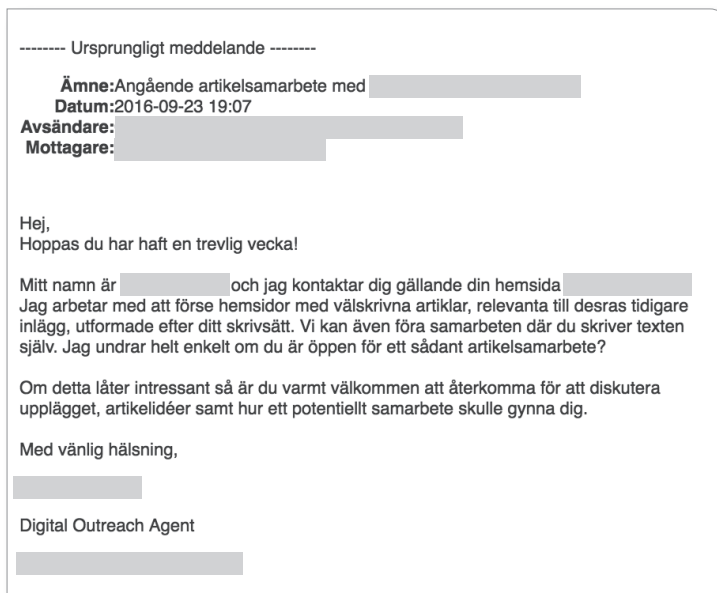 -------- Ursprungligt meddelande --------
Ämne:Angående artikelsamarbete med
Datum:2016-09-23 19:07
Avsändare:
Mottagare:
Hej,
Hoppas du har haft en trevlig vecka!
Mitt namn är och jag kontaktar dig gällande din hemsida
Jag arbetar med att förse hemsidor med välskrivna artiklar, relevanta till desras tidigare
inlägg, utformade efter ditt skrivsätt. Vi kan även föra samarbeten där du skriver texten
själv. Jag undrar helt enkelt om du är öppen för ett sådant artikelsamarbete?
Om detta låter intressant så är du varmt välkommen att återkomma för att diskutera
upplägget, artikelidéer samt hur ett potentiellt samarbete skulle gynna dig.
Med vänlig hälsning,
Digital Outreach Agent